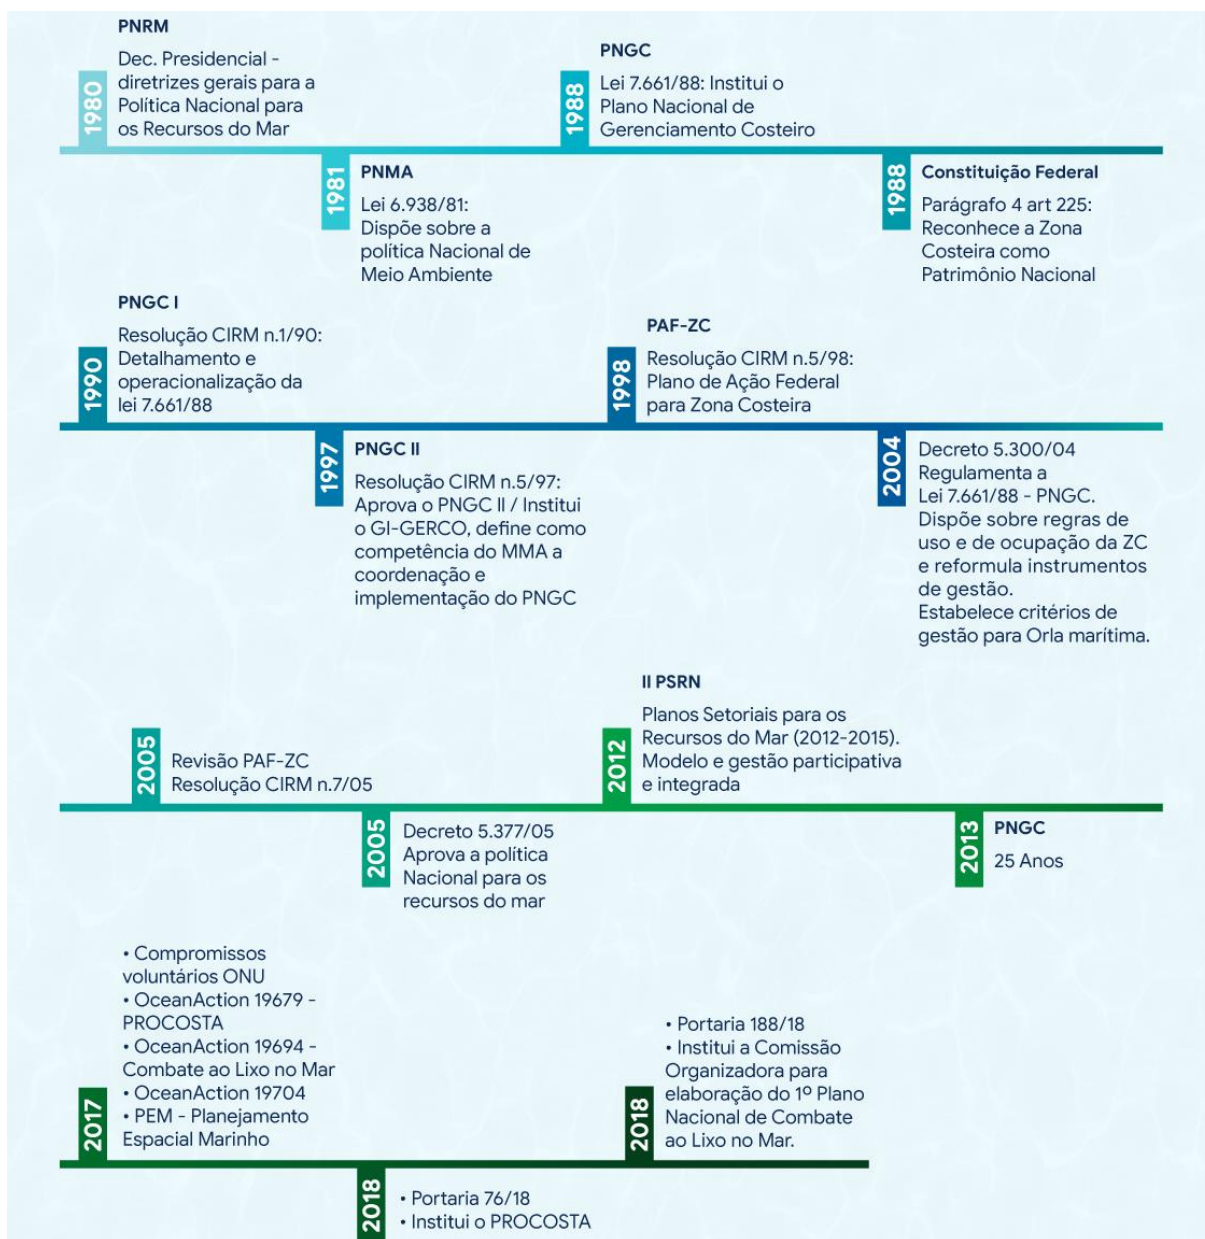 PNRM
1980
Dec. Presidencial -
diretrizes gerais para a
Política Nacional para
os Recursos do Mar
PNGC
1988
Lei 7.661/88: Institui o
Plano Nacional de
Gerenciamento Costeiro
1981
PNMA
Lei 6.938/81:
Dispõe sobre a
política Nacional de
Meio Ambiente
1988
Constituição Federal
Parágrafo 4 art 225:
Reconhece a Zona
Costeira como
Patrimônio Nacional
PNGC I
1990
Resolução CIRM n.1/90:
Detalhamento e
operacionalização da
lei 7.661/88
PAF-ZC
1998
Resolução CIRM n.5/98:
Plano de Ação Federal
para Zona Costeira
1997
PNGC II
Resolução CIRM n.5/97:
Aprova o PNGC II / Institui
o GI-GERCO, define como
competência do MMA a
coordenação e
implementação do PNGC
2004
Decreto 5.300/04
Regulamenta a
Lei 7.661/88 - PNGC.
Dispõe sobre regras de
uso e de ocupação da ZC
e reformula instrumentos
de gestão.
Estabelece critérios de
gestão para Orla marítima.
2005
Revisão PAF-ZC
Resolução CIRM n.7/05
II PSRN
2012
Planos Setoriais para os
Recursos do Mar (2012-2015).
Modelo e gestão participativa
e integrada
2005
Decreto 5.377/05
Aprova a política
Nacional para os
recursos do mar
2013
PNGC
25 Anos
2017
• Compromissos
voluntários ONU
• OceanAction 19679 -
PROCOSTA
• OceanAction 19694 -
Combate ao Lixo no Mar
• OceanAction 19704
• PEM - Planejamento
Espacial Marinho
2018
• Portaria 188/18
• Institui a Comissão
Organizadora para
elaboração do 1º Plano
Nacional de Combate
ao Lixo no Mar.
2018
• Portaria 76/18
• Institui o PROCOSTA